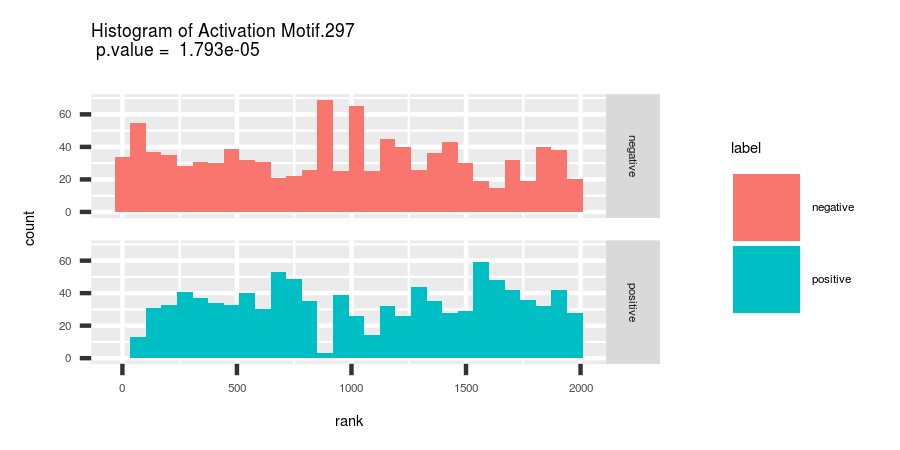 Histogram of Activation Motif.297
p.value = 1.793e-05
count
60
40
20
0
negative
60
40
20
0
positive
0 500 1000 1500 2000
rank
label
negative
positive